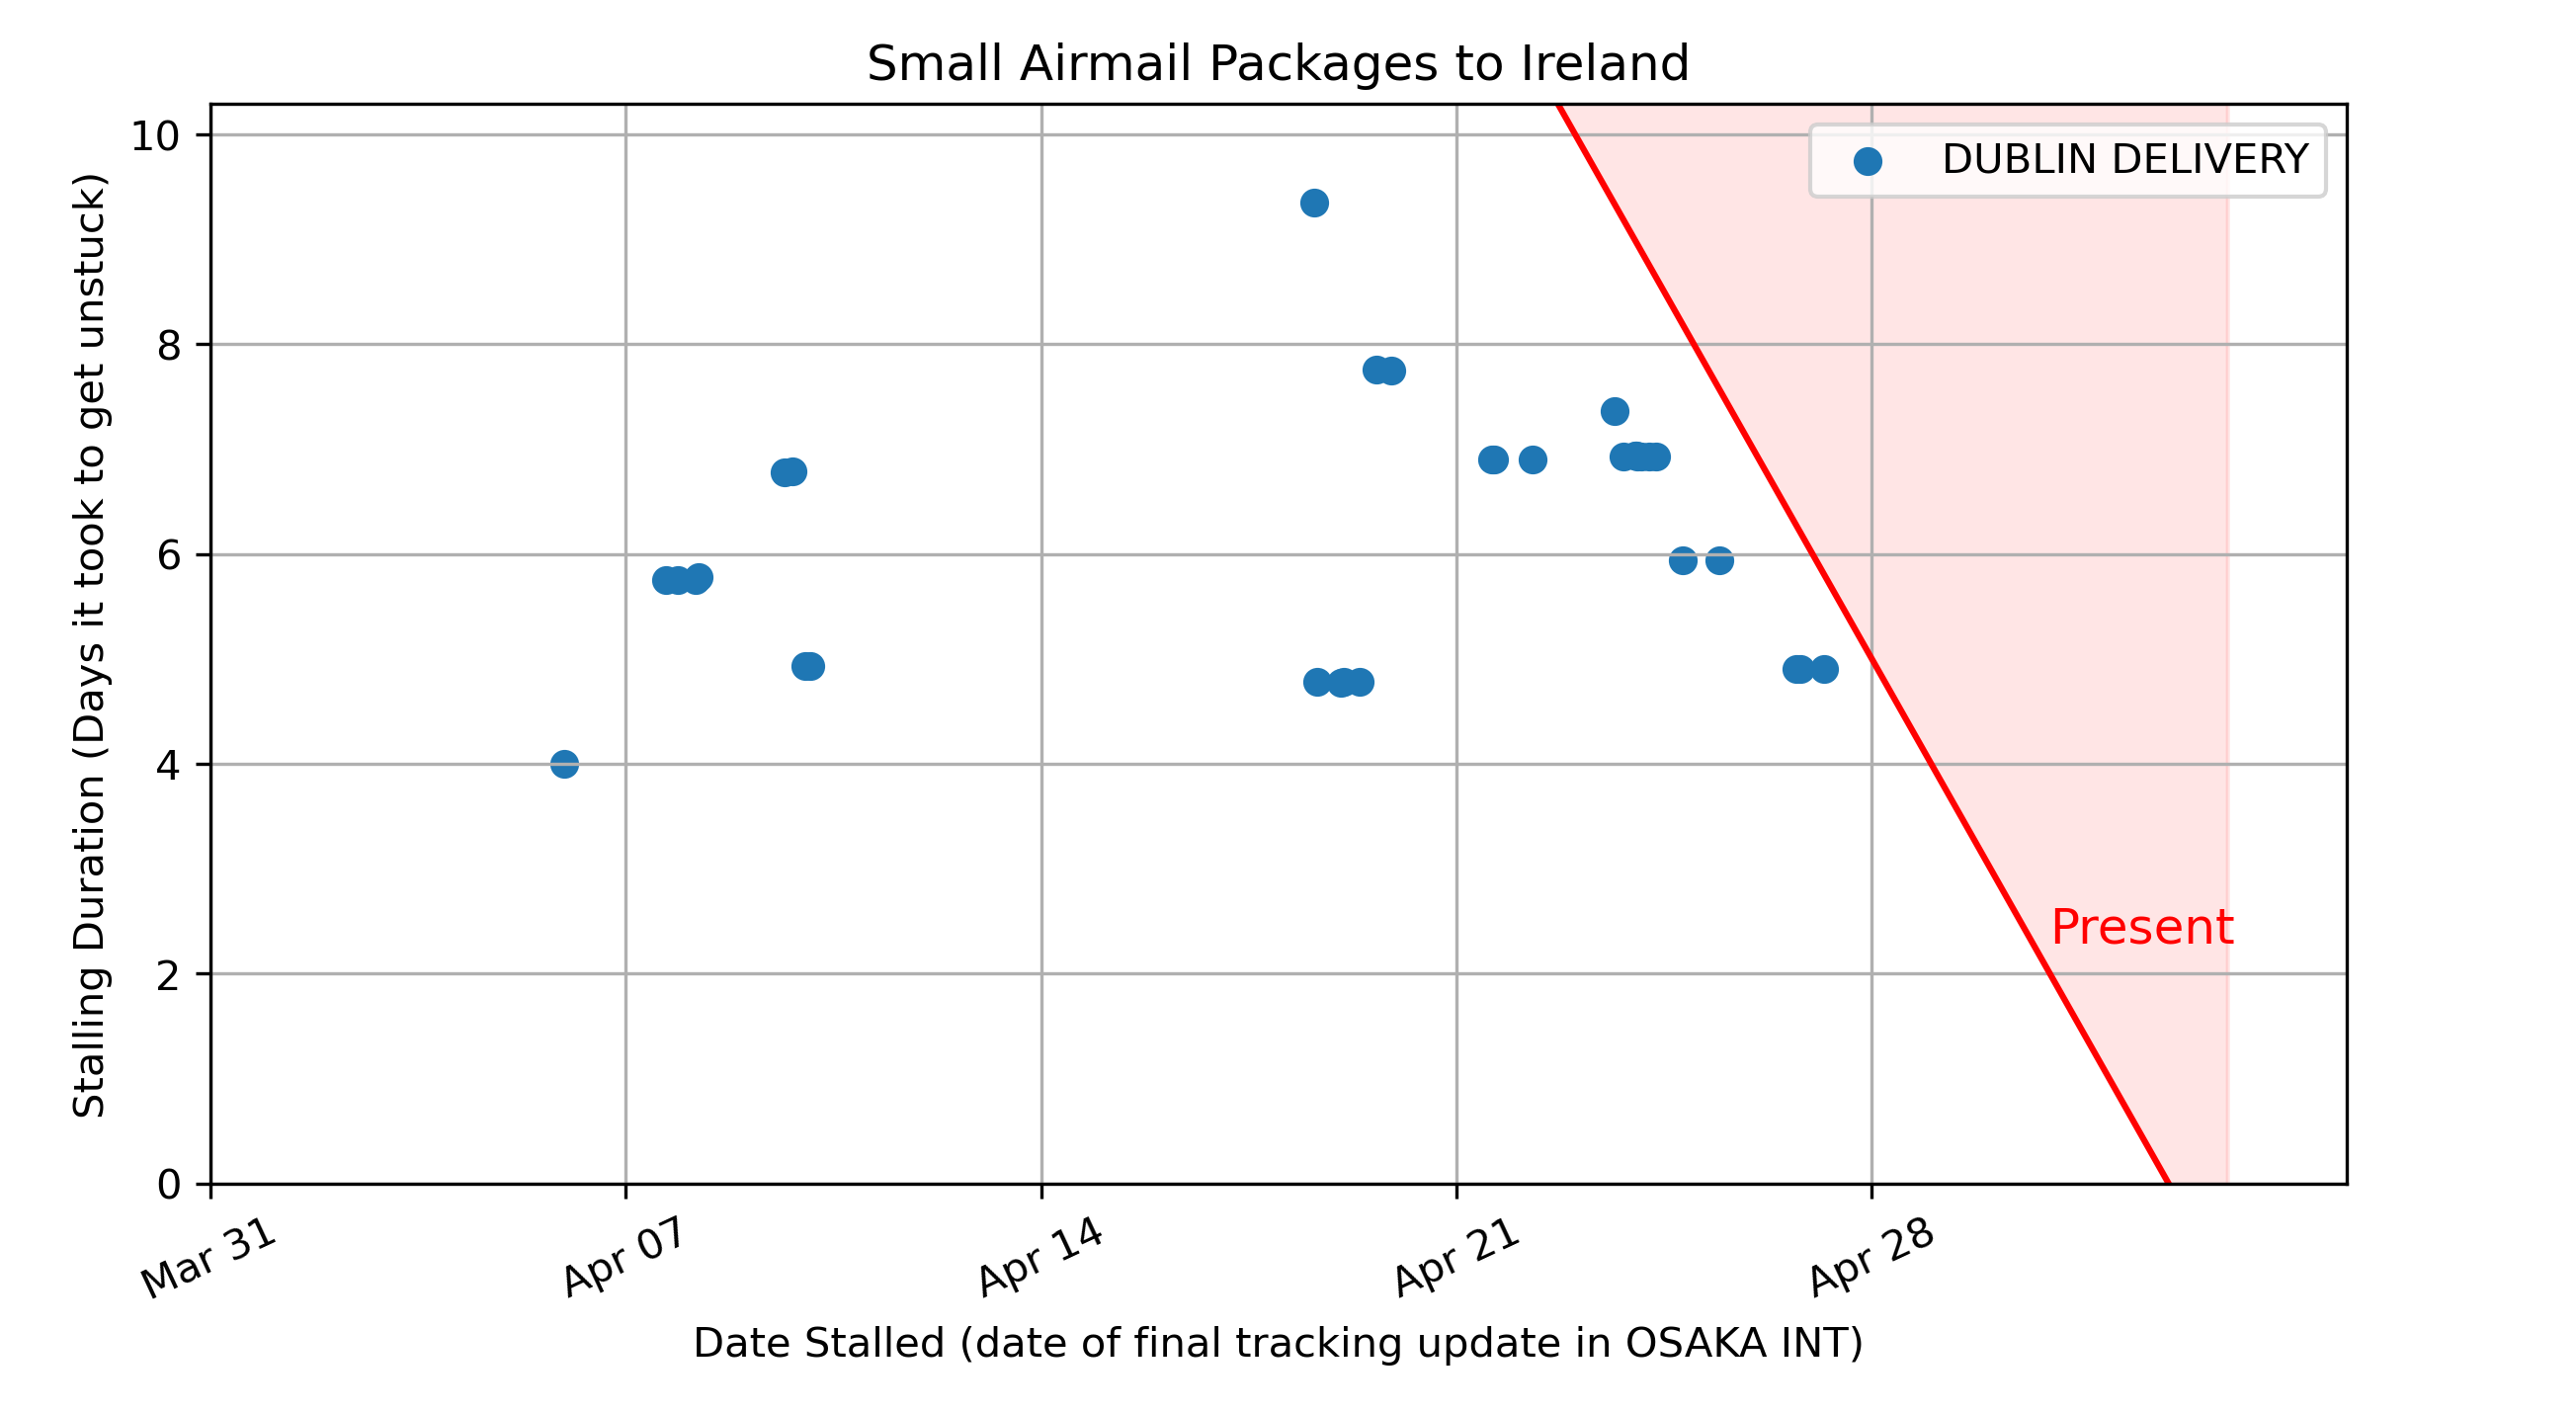 Small Airmail Packages to Ireland
DUBLIN DELIVERY
Stalling Duration (Days it took to get unstuck)
10
8
6
4
2
0
Present
Mar 31
Apr 07
Apr 14
Apr 21
Apr 28
Date Stalled (date of final tracking update in OSAKA INT)